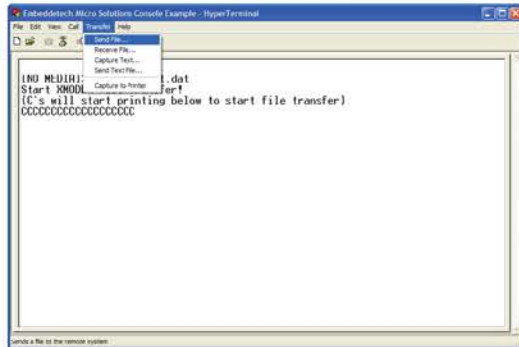 Embeddetech Micro Solutions Console Example - HyperTerminal
File Edit View Call Transfer Help
Send File...
Receive File...
Capture Text...
Send Text File...
Capture to Printer
[NO MEDIA]: .dat
Start XMODE fer!
(C's will start printing below to start file transfer)
CCCCCCCCCCCCCCCCCCC
Sends a file to the remote system